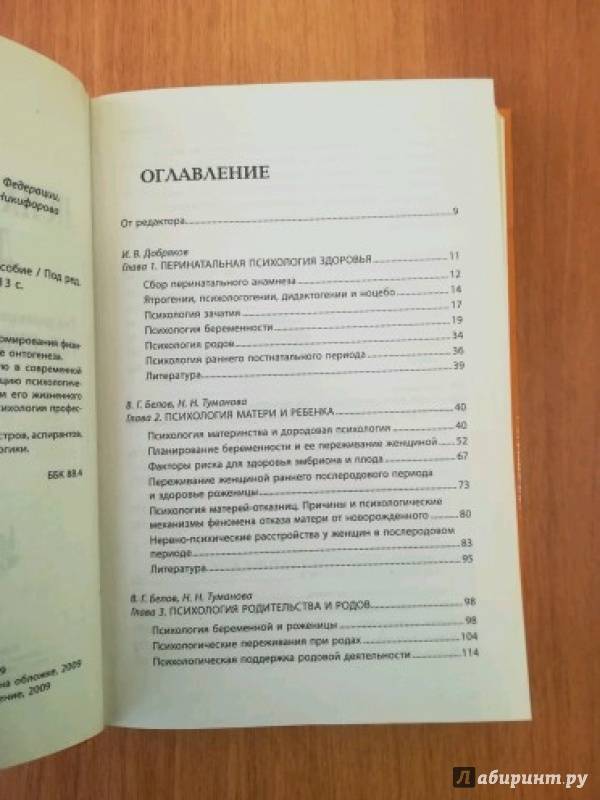 Федерации,
Никифорова
особие / Под ред.
13 с.
ормирования
е онтогенеза.
ую в современной
цию психологиче-
м его жизненного
сихология профес-
стров, аспирантов,
огики.
ББК 88.4
9
на обложке, 2009
ение, 2009
ОГЛАВЛЕНИЕ
От редактора 9
И. В. Добряков
Глава 1. ПЕРИНАТАЛЬНАЯ ПСИХОЛОГИЯ ЗДОРОВЬЯ 11
Сбор перинатального анамнеза 12
Ятрогении, психологогении, дидактогении и ноцебо 14
Психология зачатия 17
Психология беременности 19
Психология родов 34
Психология раннего постнатального периода 36
Литература 39
В. Г. Белов, Н. Н. Туманова
Глава 2. ПСИХОЛОГИЯ МАТЕРИ И РЕБЕНКА 40
Психология материнства и дородовая психология 40
Планирование беременности и ее переживание женщиной 52
Факторы риска для здоровья эмбриона и плода 67
Переживание женщиной раннего послеродового периода
и здоровье роженицы 73
Психология матерей-отказниц. Причины и психологические
механизмы феномена отказа матери от новорожденного 80
Нервно-психические расстройства у женщин в послеродовом
периоде 83
Литература 95
В. Г. Белов, Н. Н. Туманова
Глава 3. ПСИХОЛОГИЯ РОДИТЕЛЬСТВА И РОДОВ 98
Психология беременной и роженицы 98
Психологические переживания при родах 104
Психологическая поддержка родовой деятельности 114
Лабиринт.ру